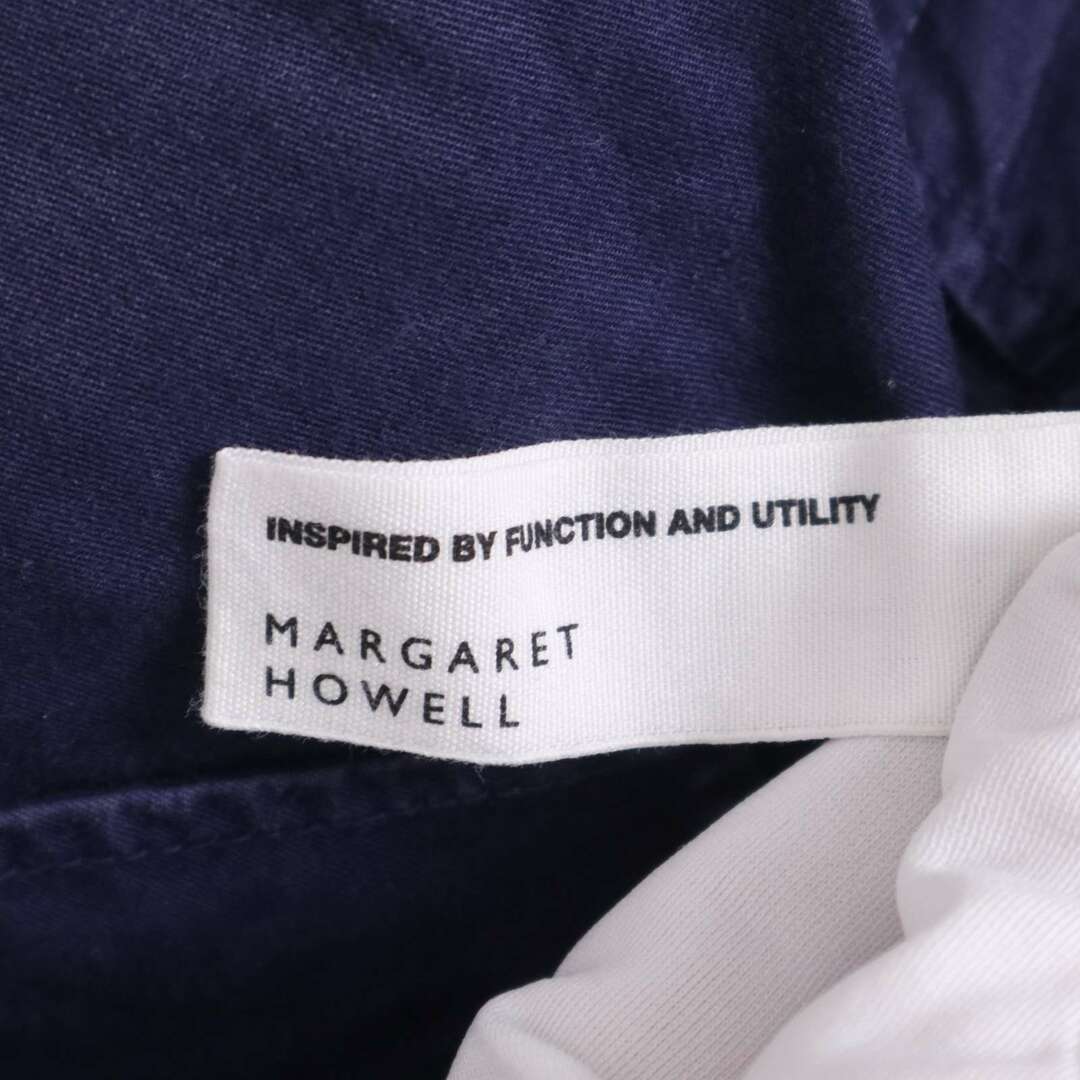 INSPIRED BY FUNCTION AND UTILITY
MARGARET
HOWELL